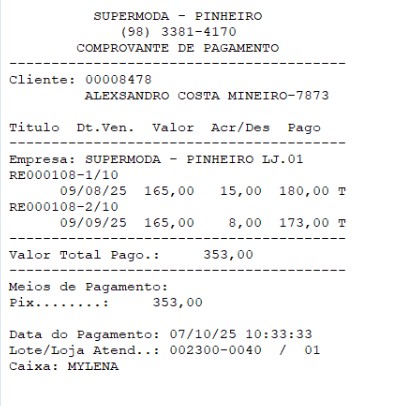 SUPERMODA - PINHEIRO
(98) 3381-4170
COMPROVANTE DE PAGAMENTO
----------------------------------------
Cliente: 00008478
ALEXSANDRO COSTA MINEIRO-7873
Titulo Dt.Ven. Valor Acr/Des Pago
----------------------------------------
Empresa: SUPERMODA - PINHEIRO LJ.01
RE000108-1/10
09/08/25 165,00 15,00 180,00 T
RE000108-2/10
09/09/25 165,00 8,00 173,00 T
----------------------------------------
Valor Total Pago.: 353,00
----------------------------------------
Meios de Pagamento:
Pix........: 353,00
Data do Pagamento: 07/10/25 10:33:33
Lote/Loja Atend..: 002300-0040 / 01
Caixa: MYLENA